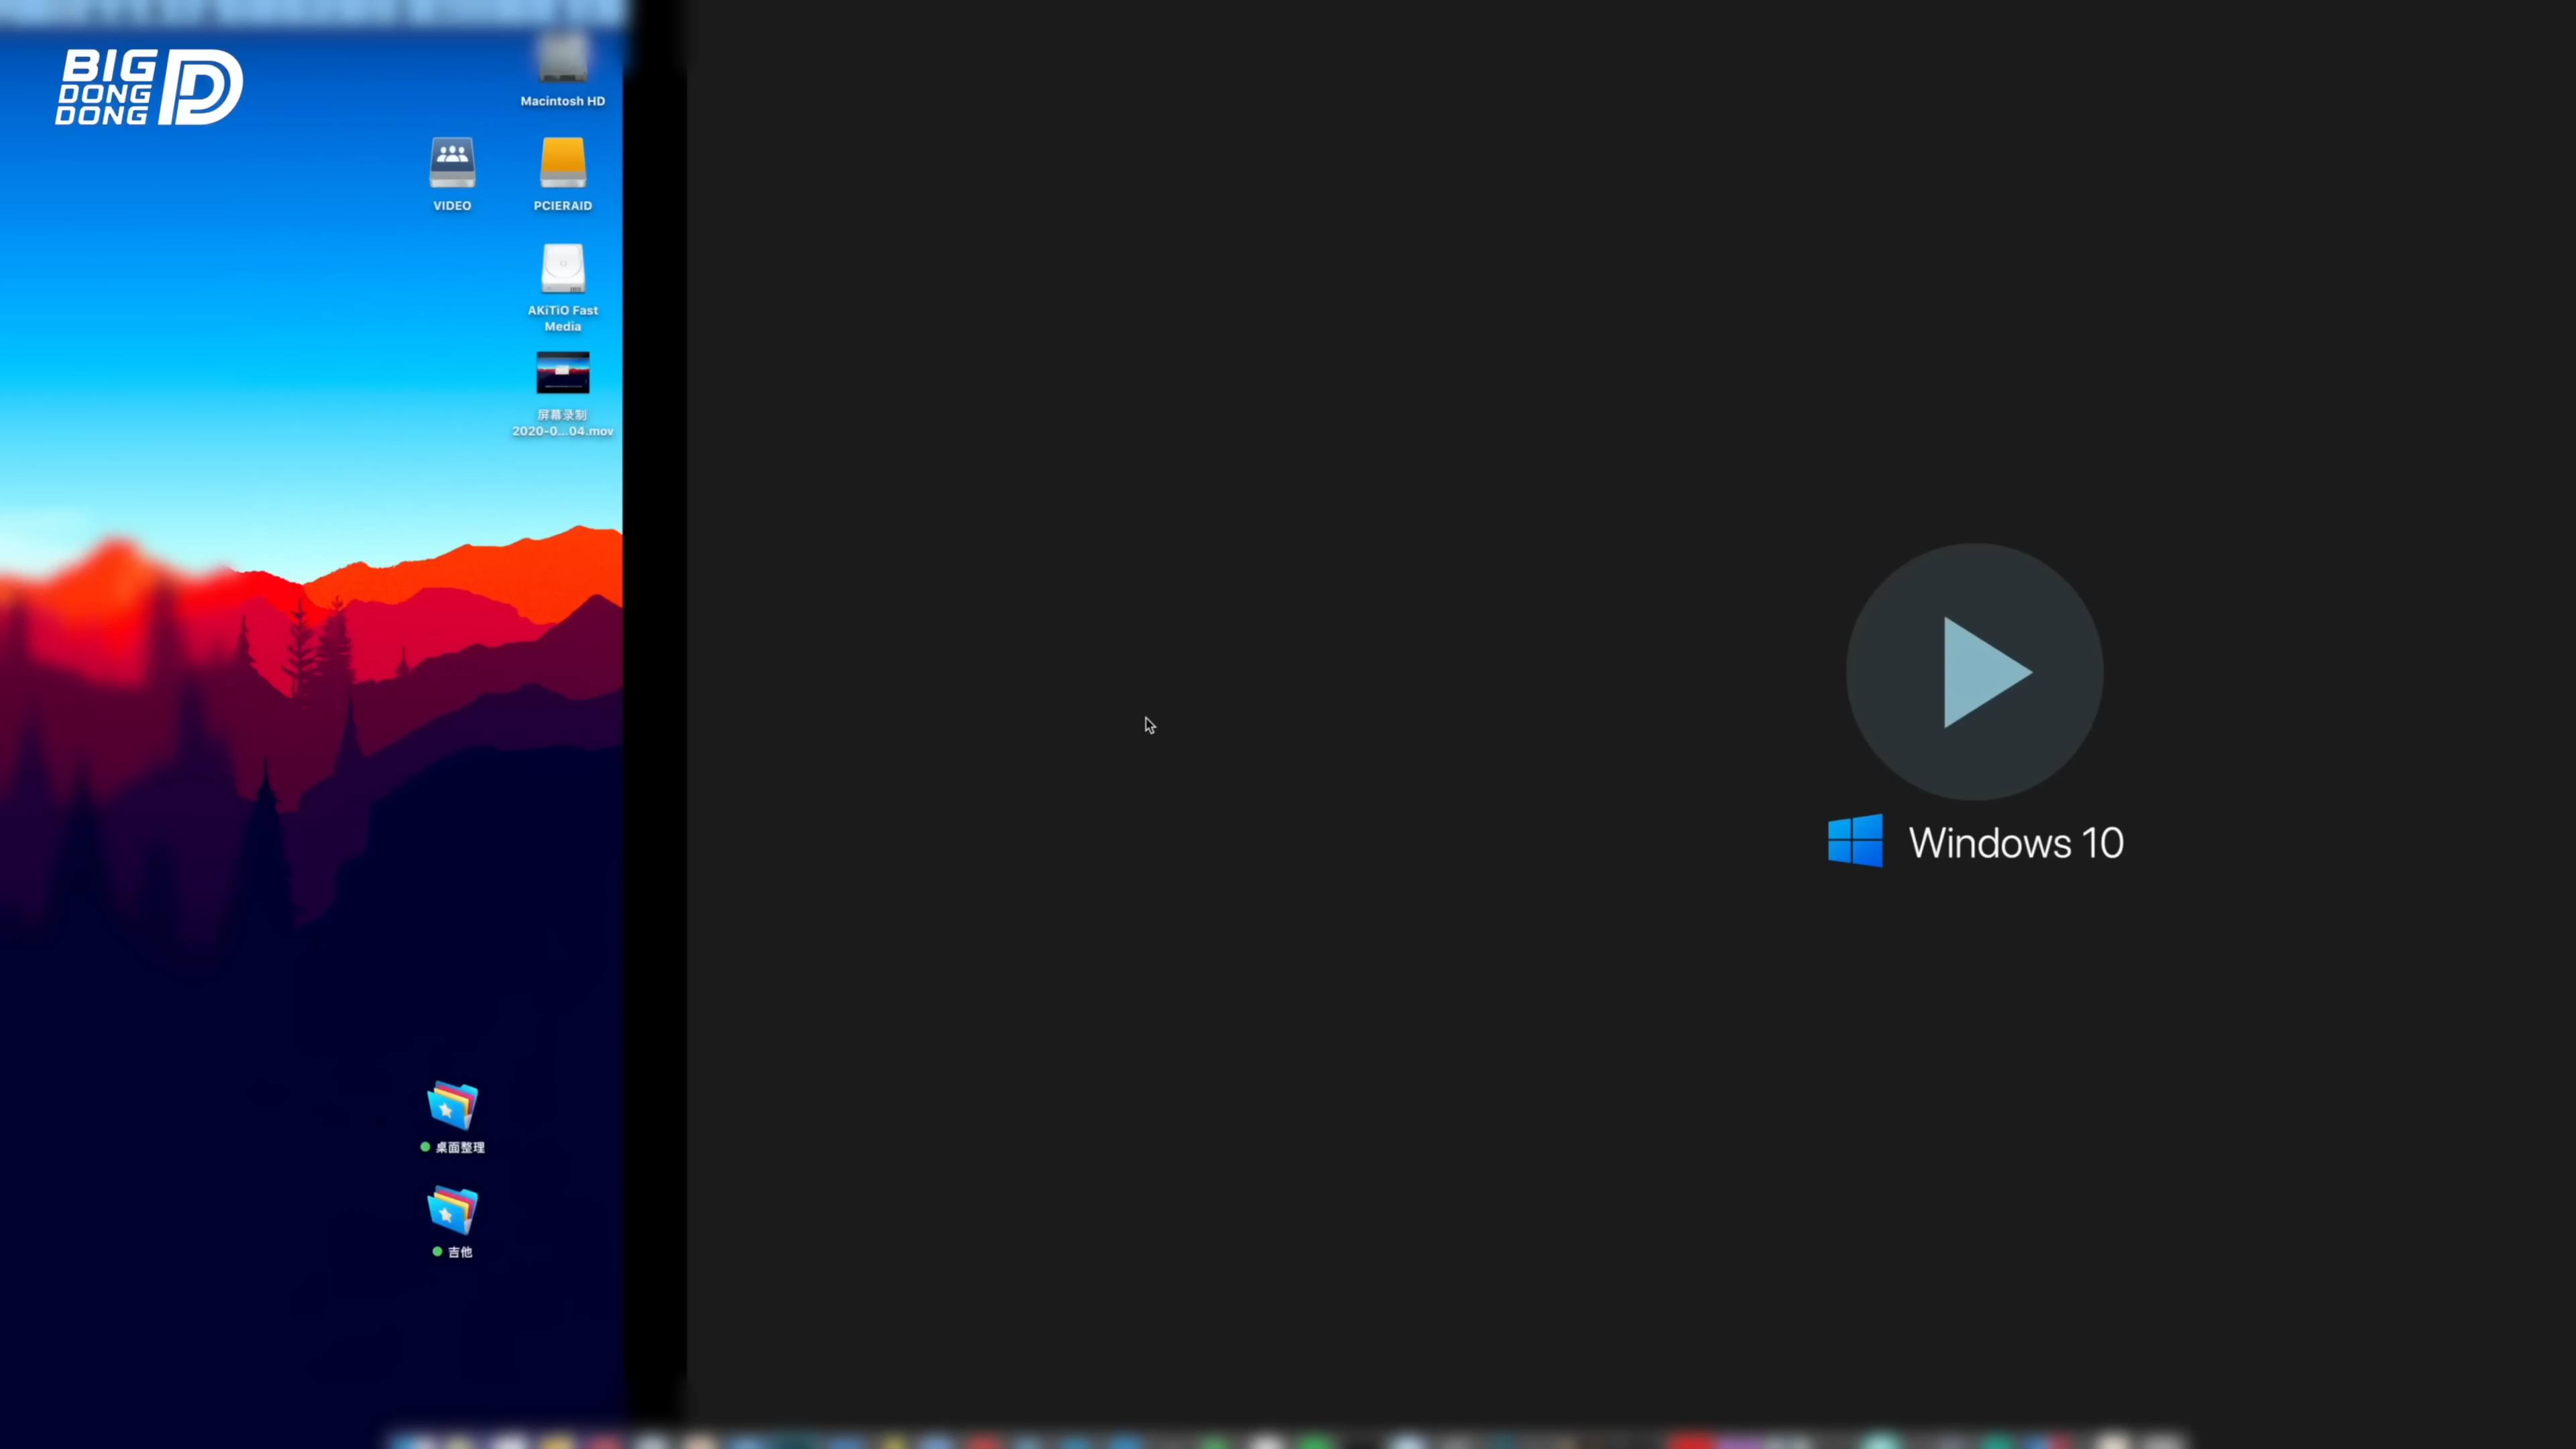 BIG
DONG
DONG
Macintosh HD
VIDEO
PCIERAID
AKiTiO Fast
Media
屏幕录制
2020-0...04.mov
Windows 10
桌面整理
吉他